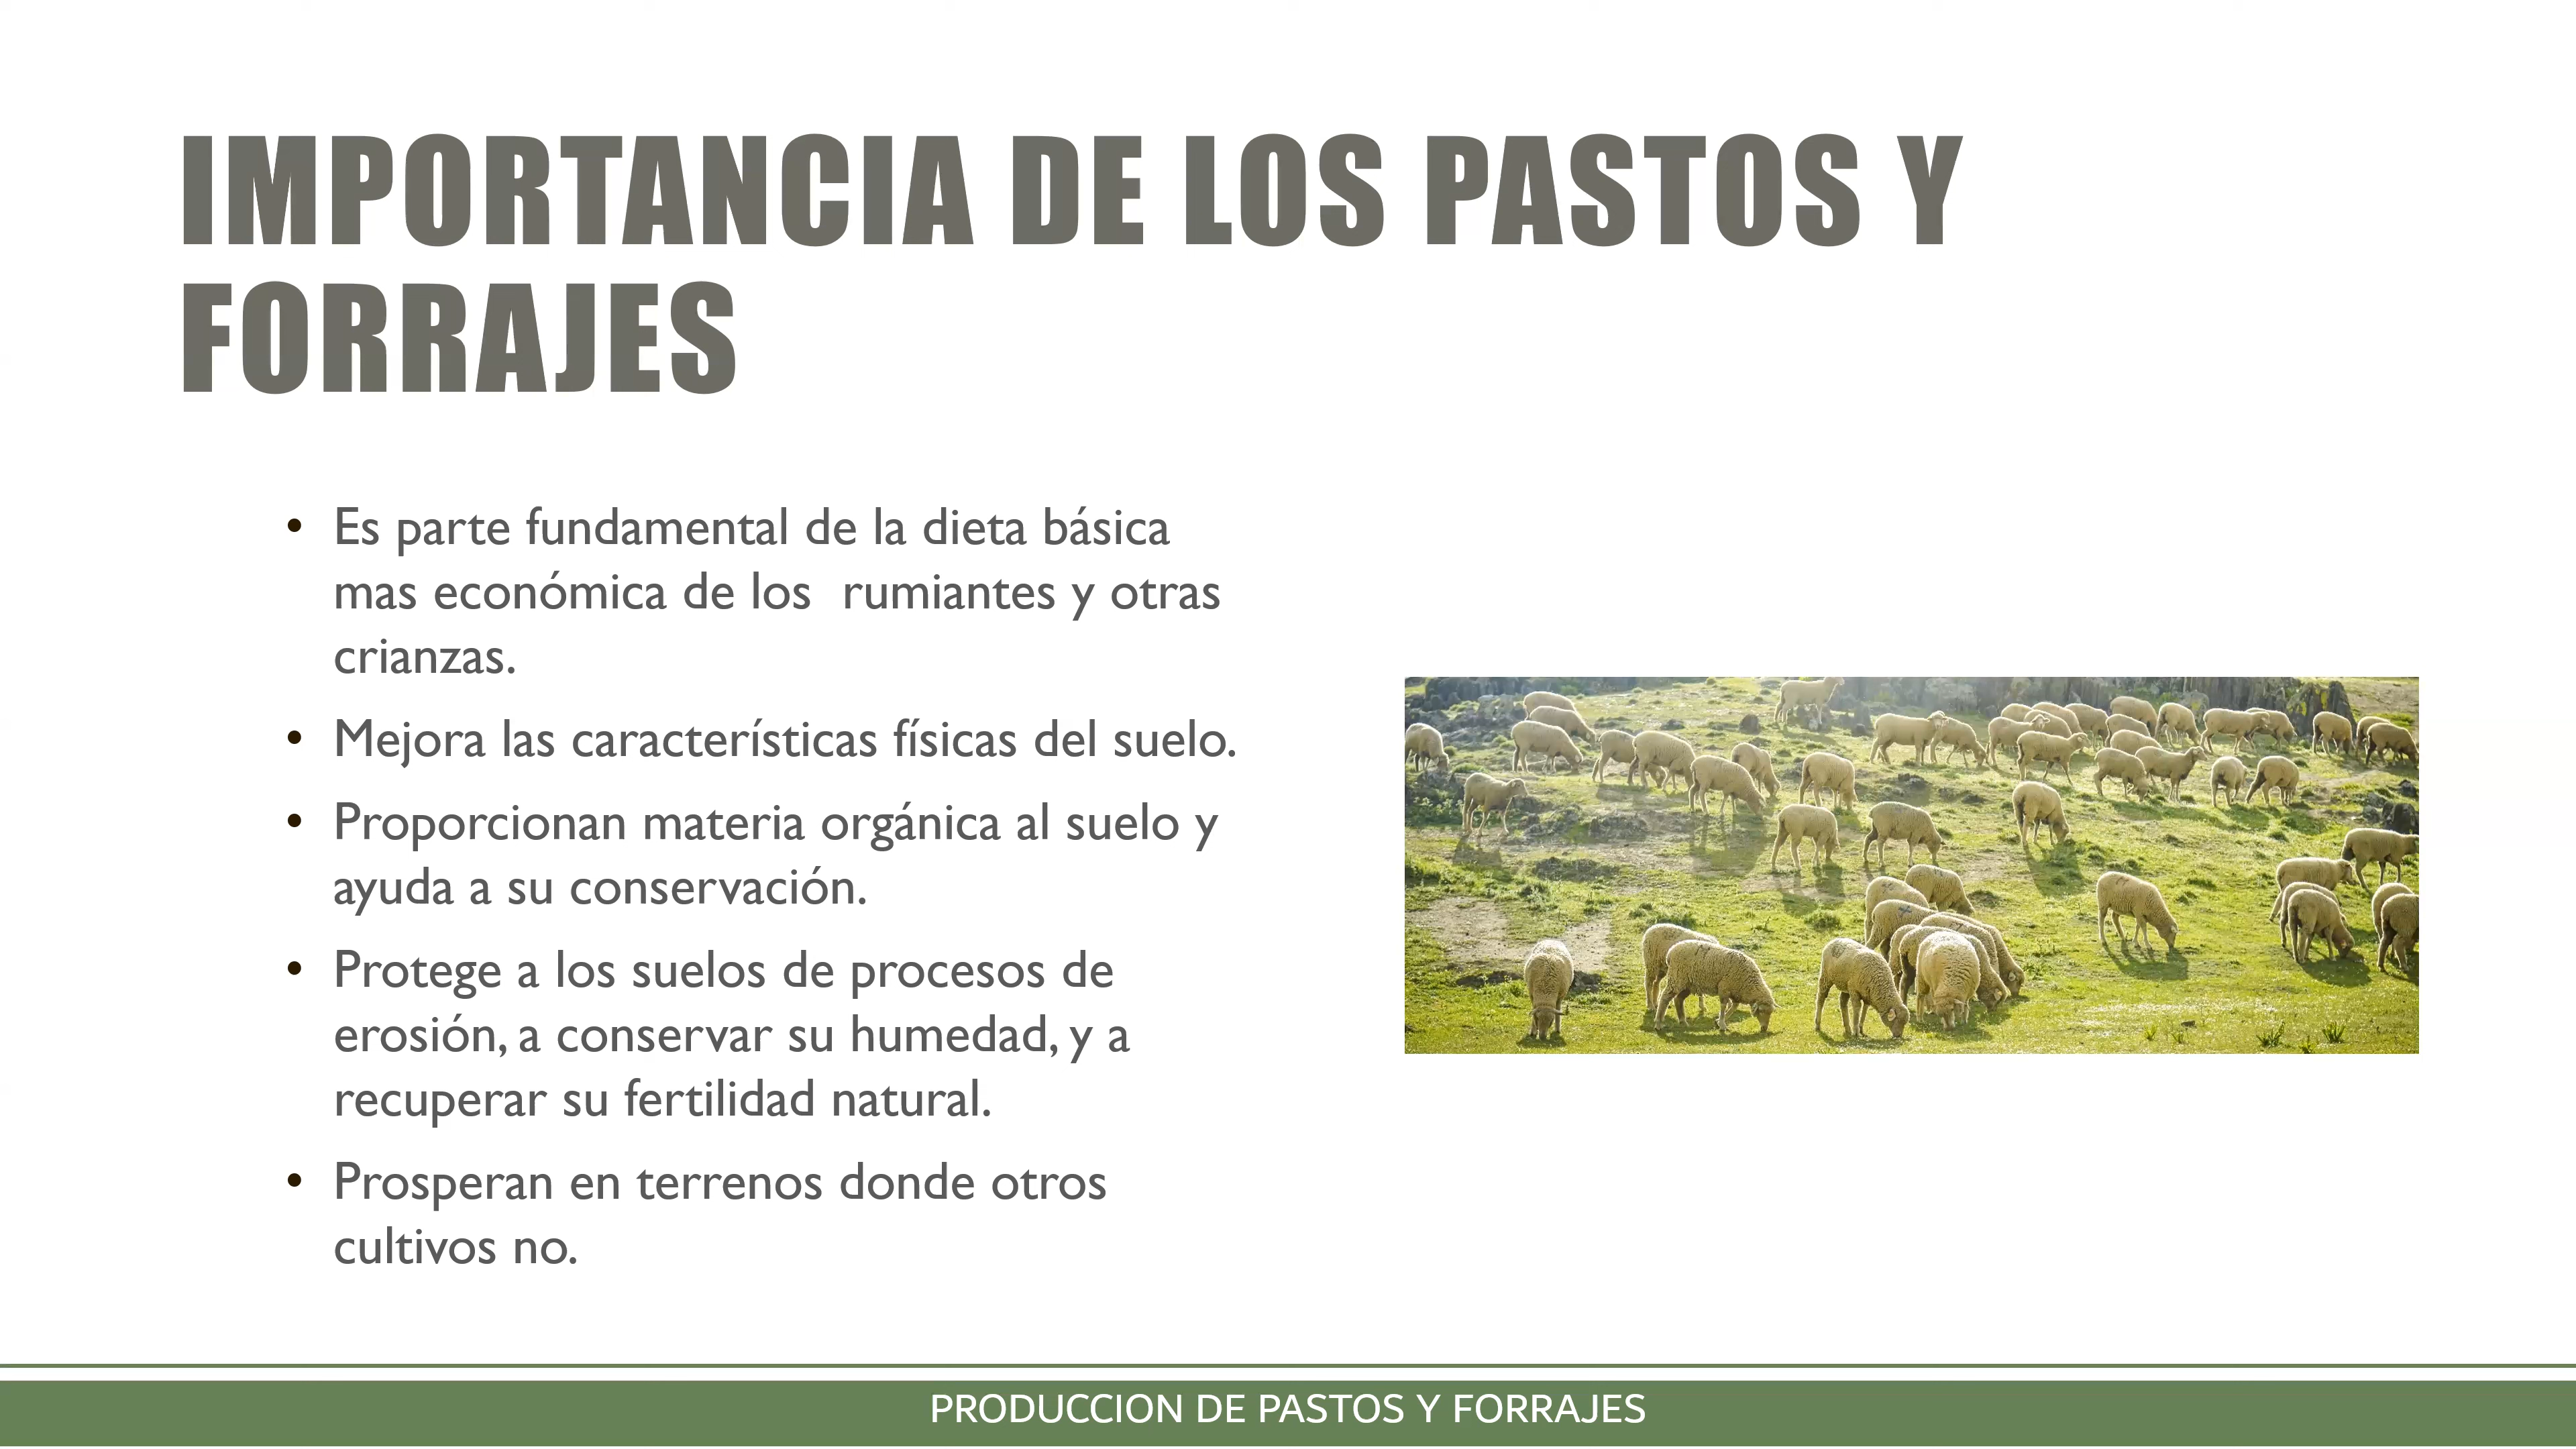 IMPORTANCIA DE LOS PASTOS Y
FORRAJES
• Es parte fundamental de la dieta básica
mas económica de los  rumiantes y otras
crianzas.
• Mejora las características físicas del suelo.
• Proporcionan materia orgánica al suelo y
ayuda a su conservación.
• Protege a los suelos de procesos de
erosión, a conservar su humedad, y a
recuperar su fertilidad natural.
• Prosperan en terrenos donde otros
cultivos no.
PRODUCCION DE PASTOS Y FORRAJES